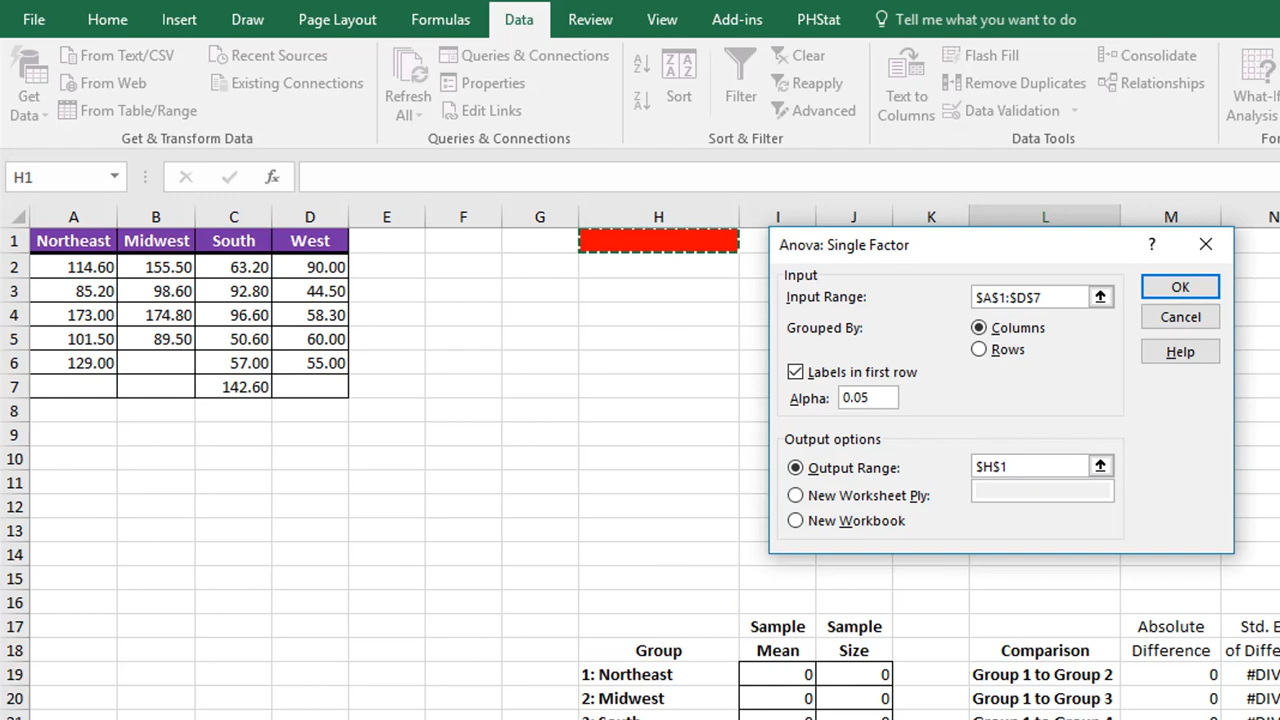 File Home Insert Draw Page Layout Formulas Data Review View Add-ins PHStat Tell me what you want to do
Get Data
From Text/CSV
From Web
From Table/Range
Recent Sources
Existing Connections
Get & Transform Data
Refresh All
Queries & Connections
Properties
Edit Links
Queries & Connections
Sort
Filter
Clear
Reapply
Advanced
Sort & Filter
Text to Columns
Flash Fill
Remove Duplicates
Data Validation
Consolidate
Relationships
Data Tools
What-If
Analysis
For
H1 fx
A B C D E F G H I J K L M N
1 Northeast Midwest South West
2 114.60 155.50 63.20 90.00
3 85.20 98.60 92.80 44.50
4 173.00 174.80 96.60 58.30
5 101.50 89.50 50.60 60.00
6 129.00 57.00 55.00
7 142.60
8
9
10
11
12
13
14
15
16
17 Sample Sample Absolute Std. E
18 Group Mean Size Comparison Difference of Differe
19 1: Northeast 0 0 Group 1 to Group 2 0 #DIV
20 2: Midwest 0 0 Group 1 to Group 3 0 #DIV
Anova: Single Factor ?
Input
Input Range: $A$1:$D$7
Grouped By: Columns
Rows
Labels in first row
Alpha: 0.05
Output options
Output Range: $H$1
New Worksheet Ply:
New Workbook
OK
Cancel
Help